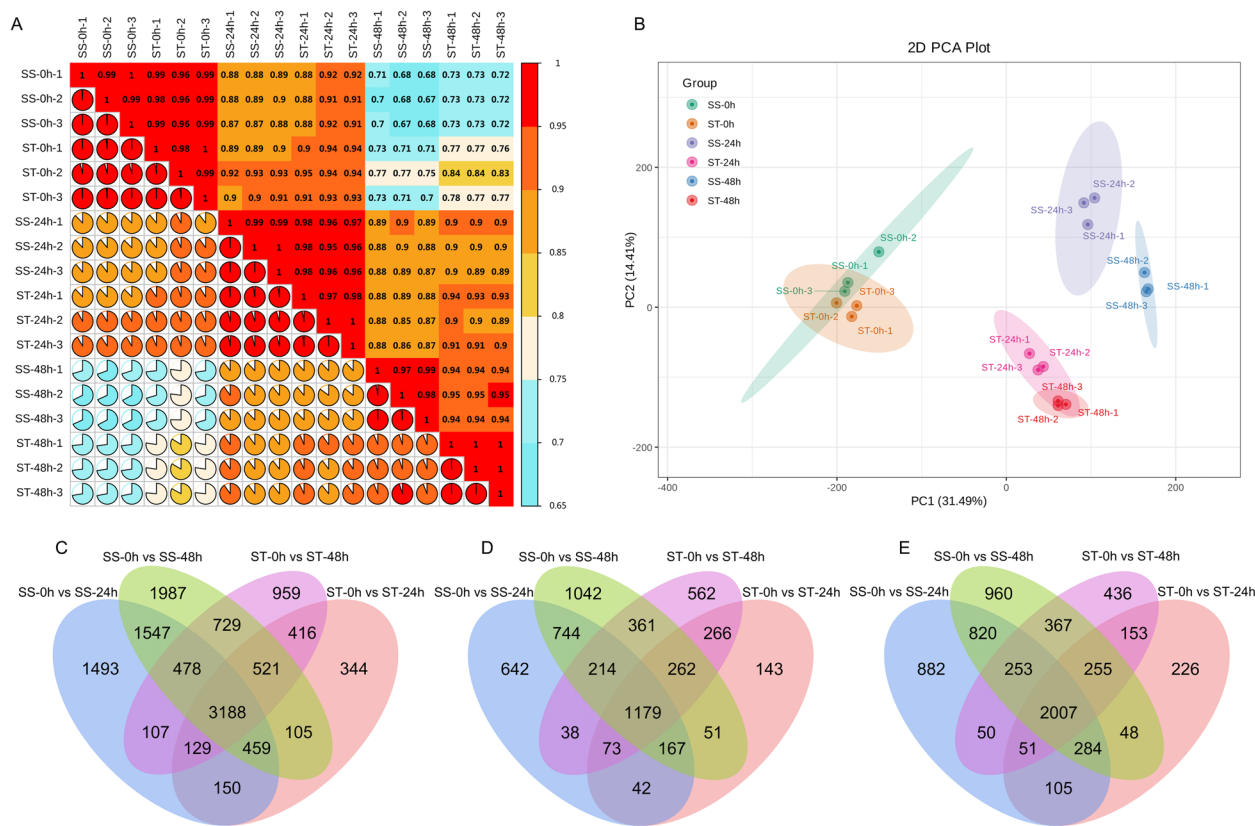 A
SS-0h-1 SS-0h-2 SS-0h-3 ST-0h-1 ST-0h-2 ST-0h-3 SS-24h-1 SS-24h-2 SS-24h-3 ST-24h-1 ST-24h-2 ST-24h-3 SS-48h-1 SS-48h-2 SS-48h-3 ST-48h-1 ST-48h-2 ST-48h-3
SS-0h-1 1 0.99 1 0.99 0.96 0.99 0.88 0.88 0.89 0.88 0.92 0.92 0.71 0.68 0.68 0.73 0.73 0.72
SS-0h-2 1 0.99 0.98 0.96 0.99 0.88 0.89 0.9 0.88 0.91 0.91 0.7 0.68 0.67 0.73 0.72 0.72
SS-0h-3 1 0.99 0.96 0.99 0.87 0.87 0.88 0.88 0.92 0.91 0.7 0.67 0.68 0.73 0.73 0.72
ST-0h-1 1 0.98 1 0.89 0.89 0.9 0.9 0.94 0.94 0.73 0.71 0.71 0.77 0.77 0.76
ST-0h-2 1 0.99 0.92 0.93 0.93 0.95 0.94 0.94 0.77 0.77 0.75 0.84 0.84 0.83
ST-0h-3 1 0.9 0.9 0.91 0.91 0.93 0.93 0.73 0.71 0.7 0.78 0.77 0.77
SS-24h-1 1 0.99 0.99 0.98 0.96 0.97 0.89 0.9 0.89 0.9 0.9 0.9
SS-24h-2 1 1 0.98 0.95 0.96 0.88 0.9 0.88 0.9 0.9 0.9
SS-24h-3 1 0.98 0.96 0.96 0.88 0.89 0.87 0.9 0.89 0.89
ST-24h-1 1 0.97 0.98 0.88 0.88 0.88 0.94 0.93 0.93
ST-24h-2 1 1 0.88 0.85 0.87 0.9 0.9 0.89
ST-24h-3 1 0.88 0.86 0.87 0.91 0.91 0.9
SS-48h-1 1 0.97 0.99 0.94 0.94 0.94
SS-48h-2 1 0.98 0.95 0.95 0.95
SS-48h-3 1 0.94 0.94 0.94
ST-48h-1 1 1 1
ST-48h-2 1 1
ST-48h-3 1
1
0.95
0.9
0.85
0.8
0.75
0.7
0.65
B
2D PCA Plot
Group
SS-0h
ST-0h
SS-24h
ST-24h
SS-48h
ST-48h
PC2 (14.41%)
200
0
-200
SS-0h-2
SS-0h-1
SS-0h-3
ST-0h-3
ST-0h-2
ST-0h-1
SS-24h-2
SS-24h-3
SS-24h-1
SS-48h-2
SS-48h-1
SS-48h-3
ST-24h-1
ST-24h-2
ST-24h-3
ST-48h-3
ST-48h-1
ST-48h-2
-400 -200 0 200
PC1 (31.49%)
C
SS-0h vs SS-48h ST-0h vs ST-48h
SS-0h vs SS-24h ST-0h vs ST-24h
1987 959
1547 729 416
1493 478 521 344
3188
107 105
129 459
150
D
SS-0h vs SS-48h ST-0h vs ST-48h
SS-0h vs SS-24h ST-0h vs ST-24h
1042 562
744 361 266
642 214 262 143
1179
38 51
73 167
42
E
SS-0h vs SS-48h ST-0h vs ST-48h
SS-0h vs SS-24h ST-0h vs ST-24h
960 436
820 367 153
882 253 255 226
2007
50 48
51 284
105